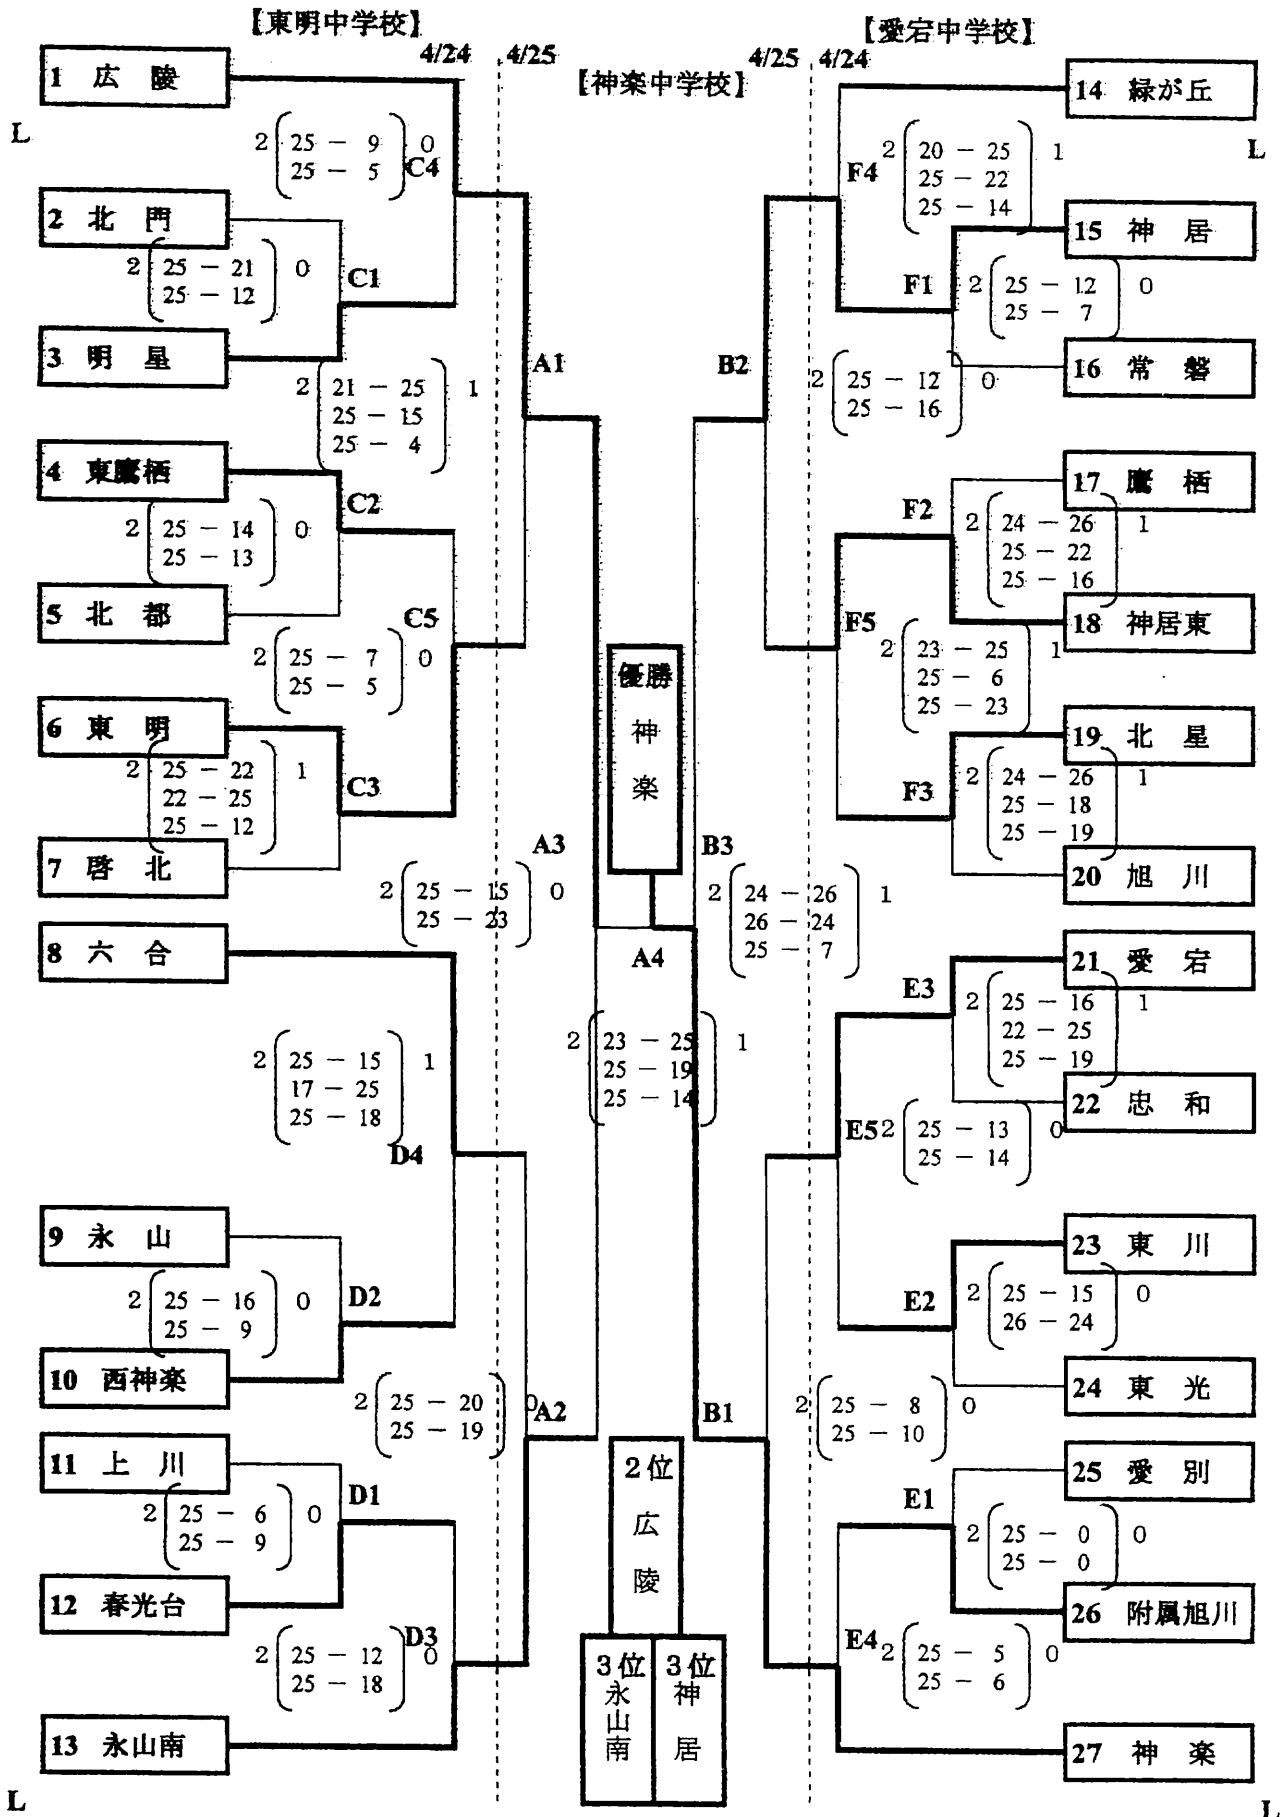 【東明中学校】
【愛宕中学校】
4/24 4/25
【神楽中学校】
4/25 4/24
1 広 陵
14 緑が丘
L
L
2 25 － 9 0
25 － 5
C4
F4
2 20 － 25 1
25 － 22
25 － 14
2 北 門
15 神 居
2 25 － 21 0
25 － 12
C1
F1
2 25 － 12 0
25 － 7
3 明 星
16 常 磐
A1
B2
2 21 － 25 1
25 － 15
25 － 4
2 25 － 12 0
25 － 16
4 東鷹栖
17 鷹 栖
2 25 － 14 0
25 － 13
C2
F2
2 24 － 26 1
25 － 22
25 － 16
5 北 都
18 神居東
C5
F5
2 25 － 7 0
25 － 5
2 23 － 25 1
25 － 6
25 － 23
優勝
神
楽
6 東 明
19 北 星
2 25 － 22 1
22 － 25
25 － 12
C3
F3
2 24 － 26 1
25 － 18
25 － 19
7 啓 北
20 旭 川
A3
B3
2 25 － 15 0
25 － 23
2 24 － 26 1
26 － 24
25 － 7
8 六 合
21 愛 宕
A4
E3
2 25 － 16 1
22 － 25
25 － 19
2 23 － 25 1
25 － 19
25 － 14
2 25 － 15 1
17 － 25
25 － 18
D4
22 忠 和
E5
2 25 － 13 0
25 － 14
9 永 山
23 東 川
2 25 － 16 0
25 － 9
D2
E2
2 25 － 15 0
26 － 24
10 西神楽
24 東 光
2 25 － 20 0
25 － 19
A2
B1
2 25 － 8 0
25 － 10
11 上 川
25 愛 別
2 25 － 6 0
25 － 9
D1
E1
2 25 － 0 0
25 － 0
2位
広
陵
12 春光台
26 附属旭川
2 25 － 12 0
25 － 18
D3
E4
2 25 － 5 0
25 － 6
3位
永
山
南
3位
神
居
13 永山南
27 神 楽
L
L